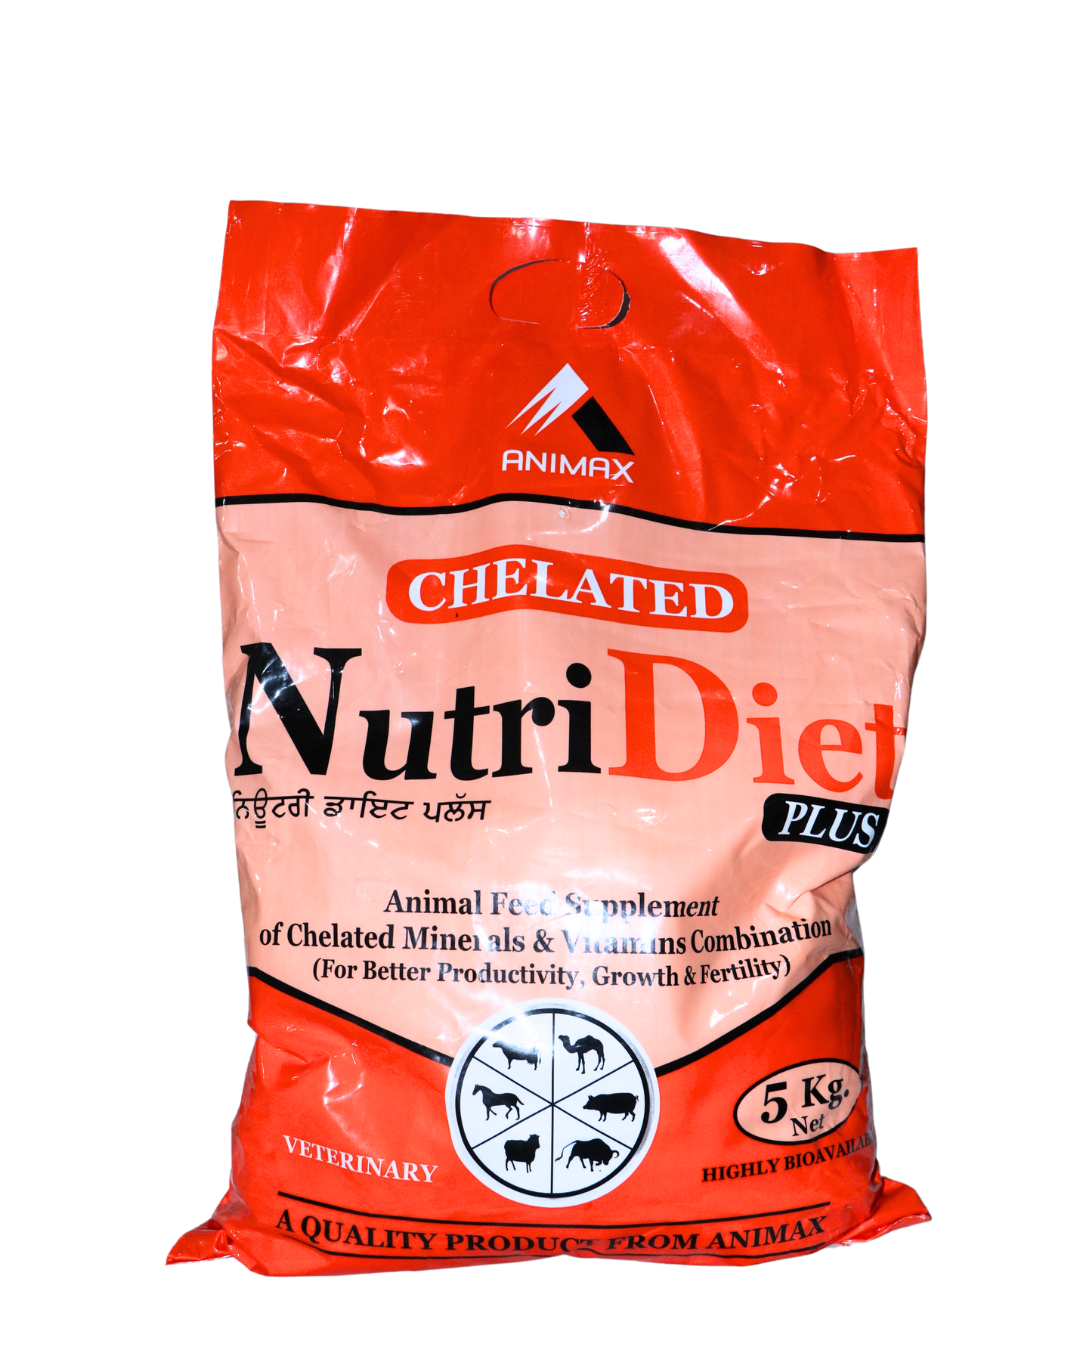 ANIMAX
CHELATED
NutriDiet
ਨਿਊਟਰੀ ਡਾਇਟ ਪਲੱਸ
PLUS
Animal Feed Supplement
of Chelated Minerals & Vitamins Combination
(For Better Productivity, Growth & Fertility)
5 Kg.
Net
VETERINARY
HIGHLY
A QUALITY PRODUCT FROM ANIMAX